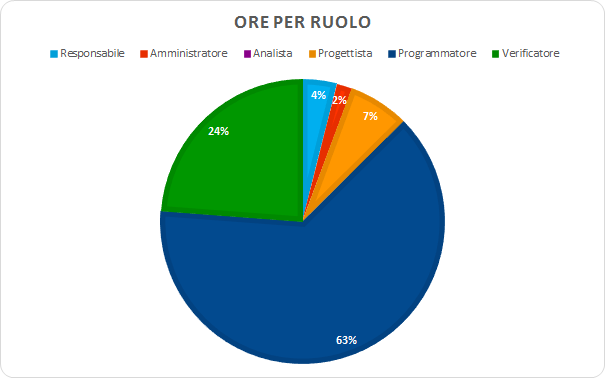 ORE PER RUOLO
Responsabile Amministratore Analista Progettista Programmatore Verificatore
4%
2%
7%
24%
63%